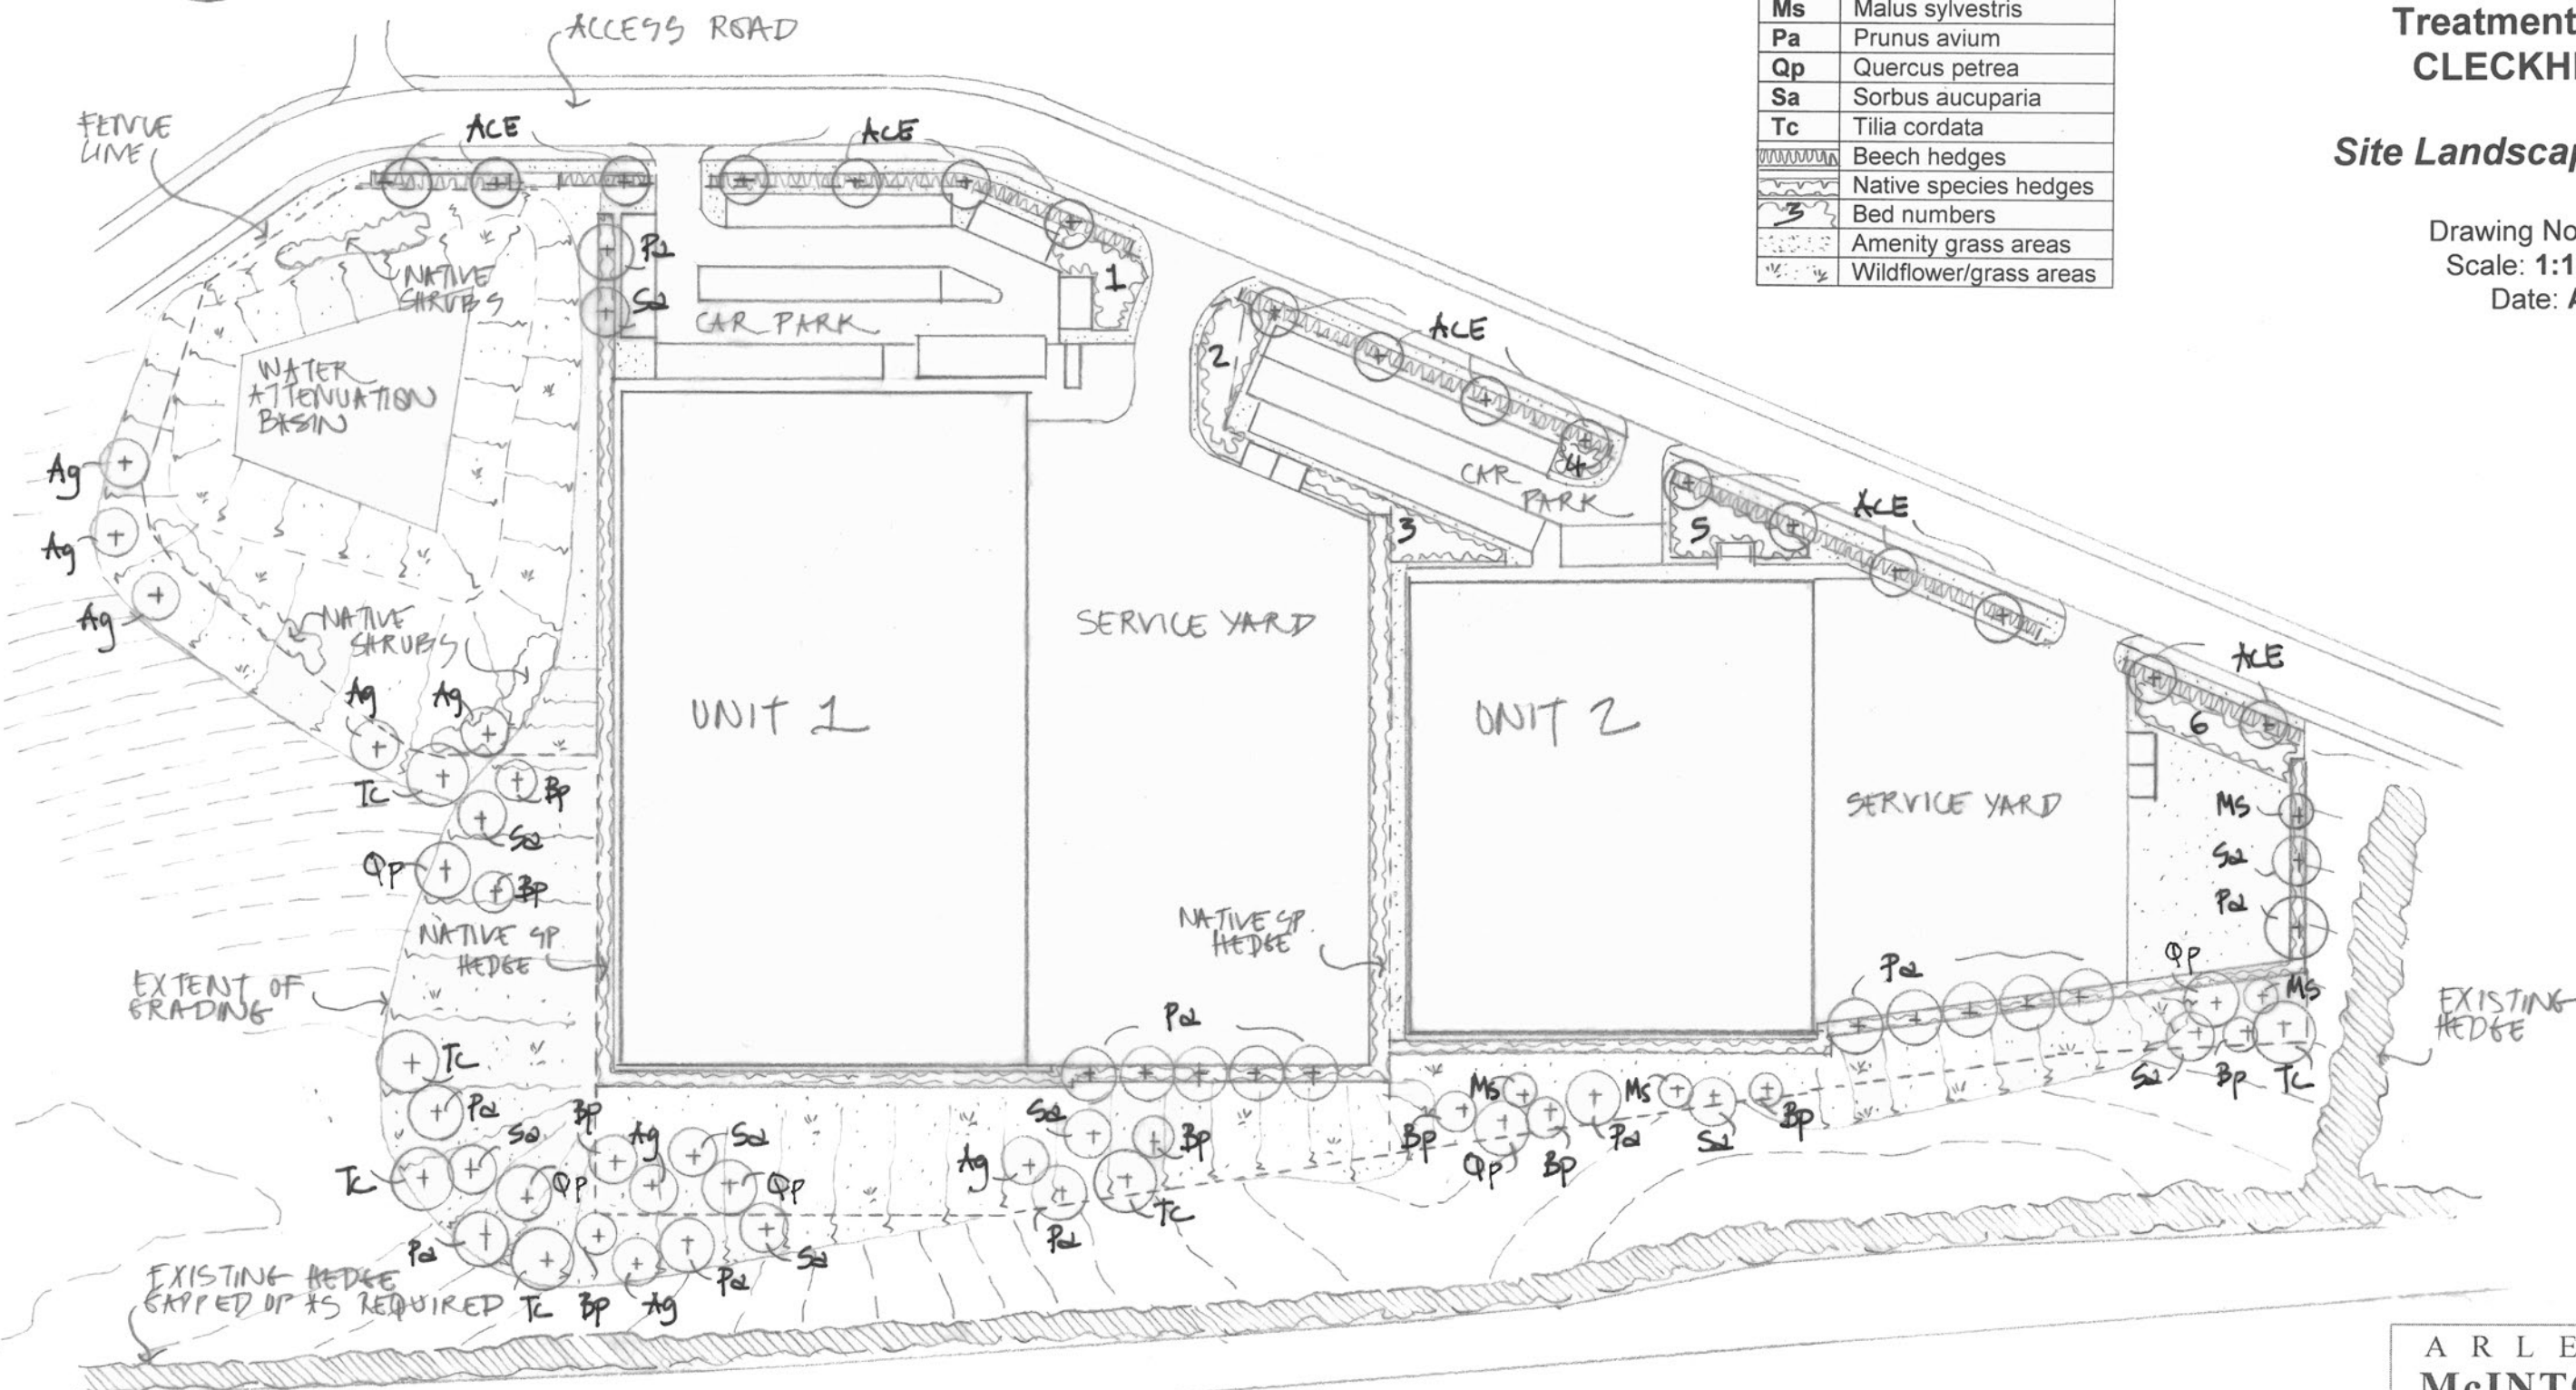 ACCESS ROAD
FENCE
LINE
ACE
ACE
Ms Malus sylvestris
Pa Prunus avium
Qp Quercus petrea
Sa Sorbus aucuparia
Tc Tilia cordata
Beech hedges
Native species hedges
3 Bed numbers
Amenity grass areas
Wildflower/grass areas
Treatment
CLECKH
Site Landscap
Drawing No
Scale: 1:1
Date:
Pa
Sa
NATIVE
SHRUBS
CAR PARK
1
WATER
ATTENUATION
BASIN
2
ACE
4
CAR
PARK
3
5
ACE
Ag
Ag
Ag
NATIVE
SHRUBS
SERVICE YARD
UNIT 1
UNIT 2
ACE
6
Ag
Ag
Tc
Bp
Sa
Qp
Bp
SERVICE YARD
Ms
Sa
Pa
NATIVE SP.
HEDGE
NATIVE SP.
HEDGE
EXTENT OF
GRADING
Pa
Pa
Qp
Ms
EXISTING
HEDGE
Tc
Pa
Sa
Bp
Ag
Sa
Tc
Qp
Qp
Pa
Sa
Tc
Bp
Ag
Pa
Sa
Bp
Ag
Pa
Tc
Ms
Bp
Qp
Bp
Pa
Ms
Sa
Bp
Sa
Bp
Tc
EXISTING HEDGE
GAPPED UP AS REQUIRED
A R L E
McINT